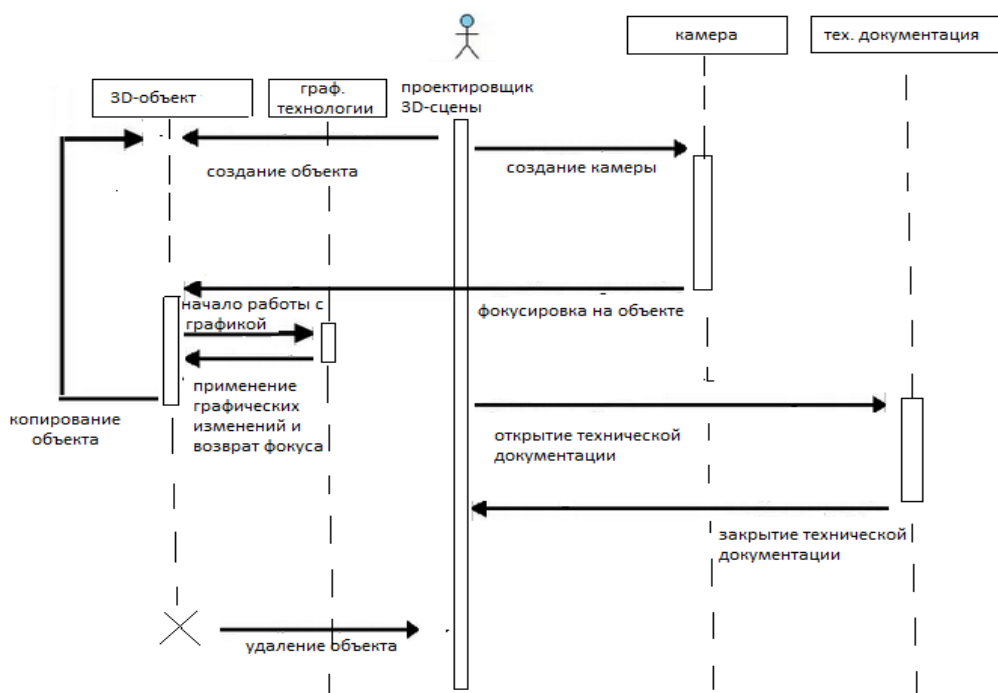 камера
тех. документация
3D-объект
граф.
технологии
проектировщик
3D-сцены
создание объекта
создание камеры
начало работы с
графикой
фокусировка на объекте
применение
графических
изменений и
возврат фокуса
копирование
объекта
открытие технической
документации
закрытие технической
документации
удаление объекта